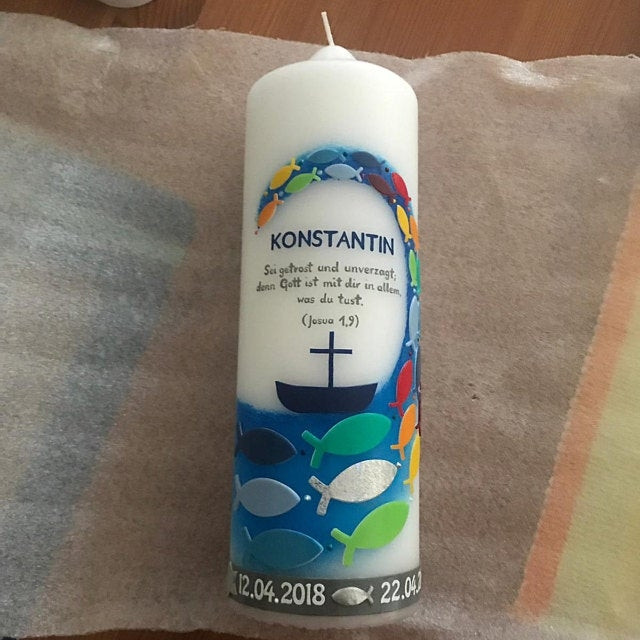 KONSTANTIN
Sei getrost und unverzagt,
denn Gott ist mit dir in allem,
was du tust.
(Josua 1,9)
12.04.2018 22.04.2